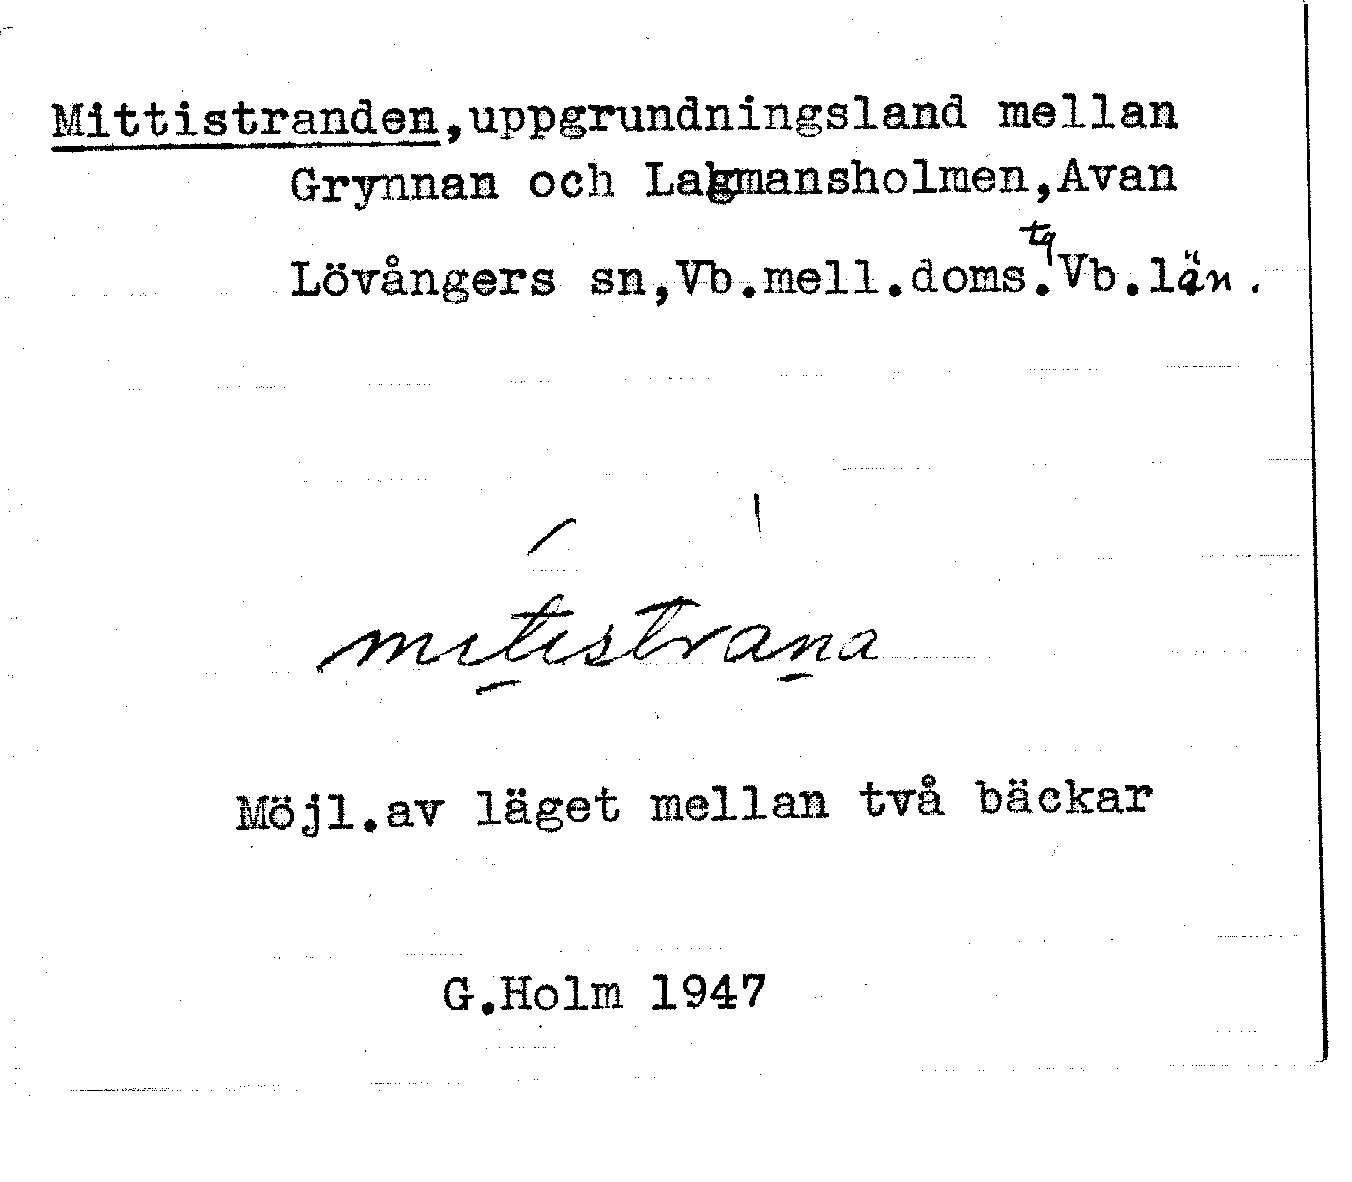 Mittistranden,uppgrundningsland mellan
Grynnan och Lagmansholmen,Avan
Lövångers sn,Vb.mell.doms.tq Vb.län.
mitistrana
Möjl.av läget mellan två bäckar
G.Holm 1947